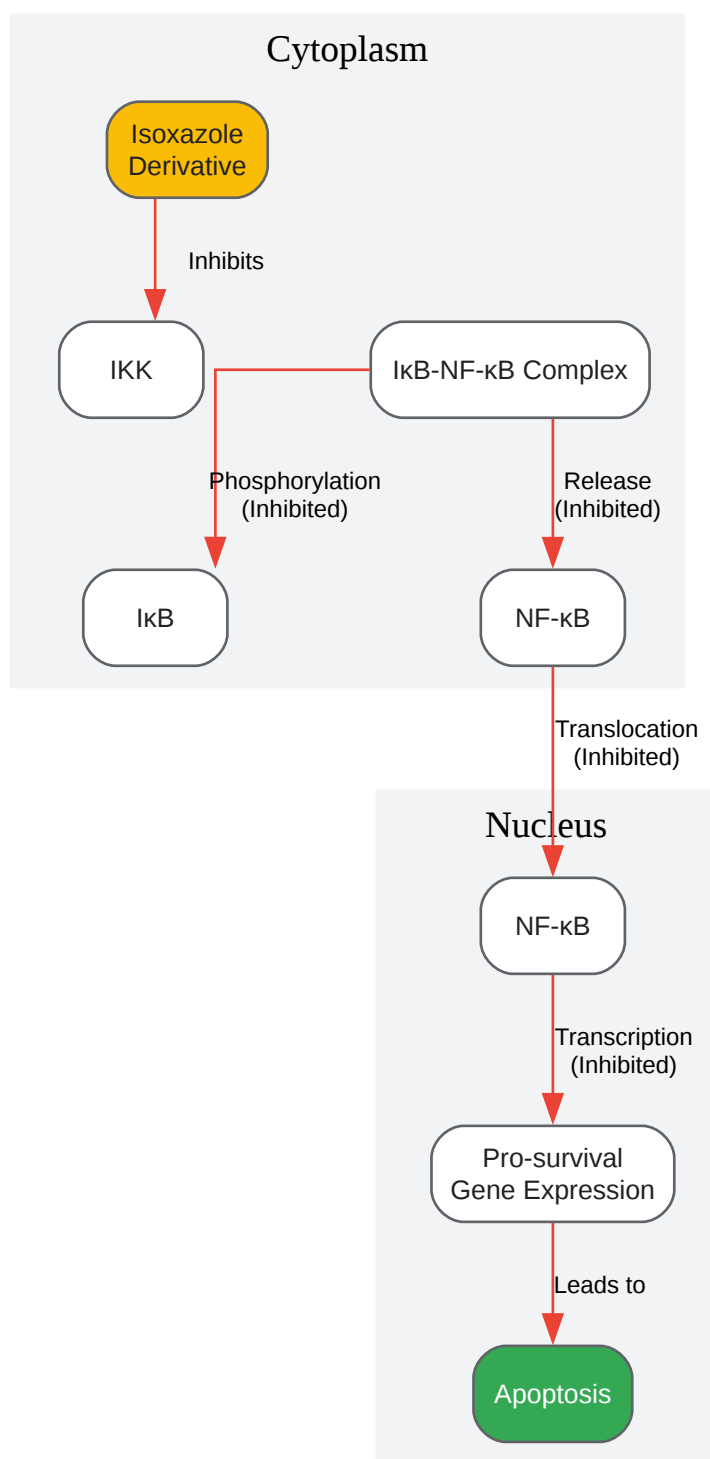 Cytoplasm
Isoxazole
Derivative
Inhibits
IKK
IκB-NF-κB Complex
Phosphorylation
(Inhibited)
Release
(Inhibited)
IκB
NF-κB
Translocation
(Inhibited)
Nucleus
NF-κB
Transcription
(Inhibited)
Pro-survival
Gene Expression
Leads to
Apoptosis